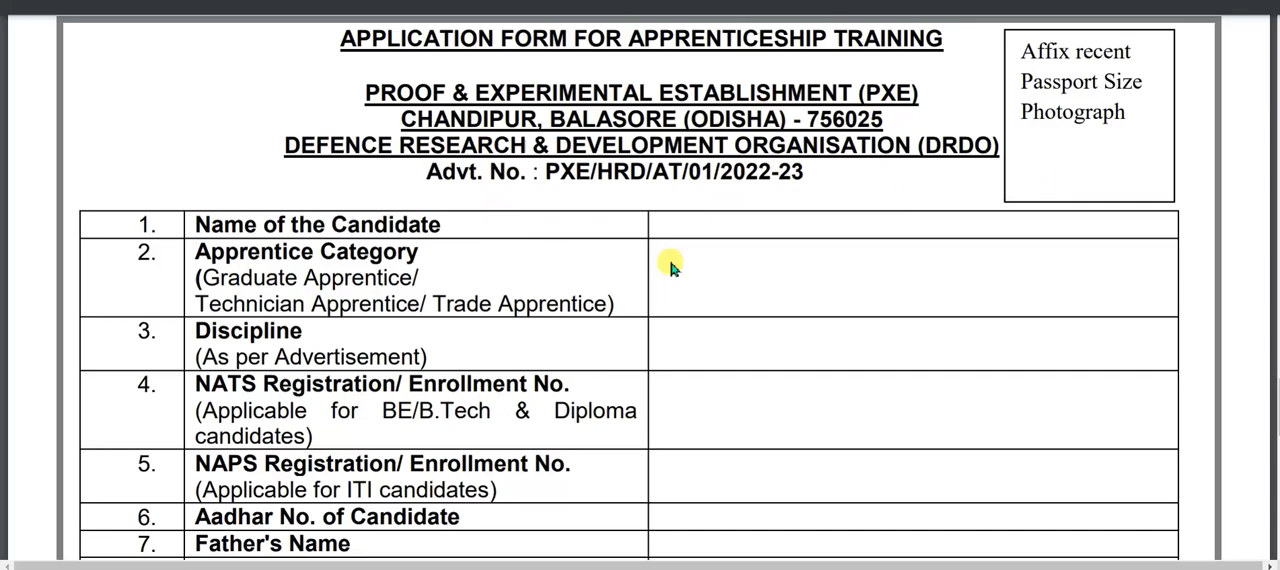 APPLICATION FORM FOR APPRENTICESHIP TRAINING
Affix recent
Passport Size
Photograph
PROOF & EXPERIMENTAL ESTABLISHMENT (PXE)
CHANDIPUR, BALASORE (ODISHA) - 756025
DEFENCE RESEARCH & DEVELOPMENT ORGANISATION (DRDO)
Advt. No. : PXE/HRD/AT/01/2022-23
1. Name of the Candidate
2. Apprentice Category
(Graduate Apprentice/
Technician Apprentice/ Trade Apprentice)
3. Discipline
(As per Advertisement)
4. NATS Registration/ Enrollment No.
(Applicable for BE/B.Tech & Diploma
candidates)
5. NAPS Registration/ Enrollment No.
(Applicable for ITI candidates)
6. Aadhar No. of Candidate
7. Father's Name